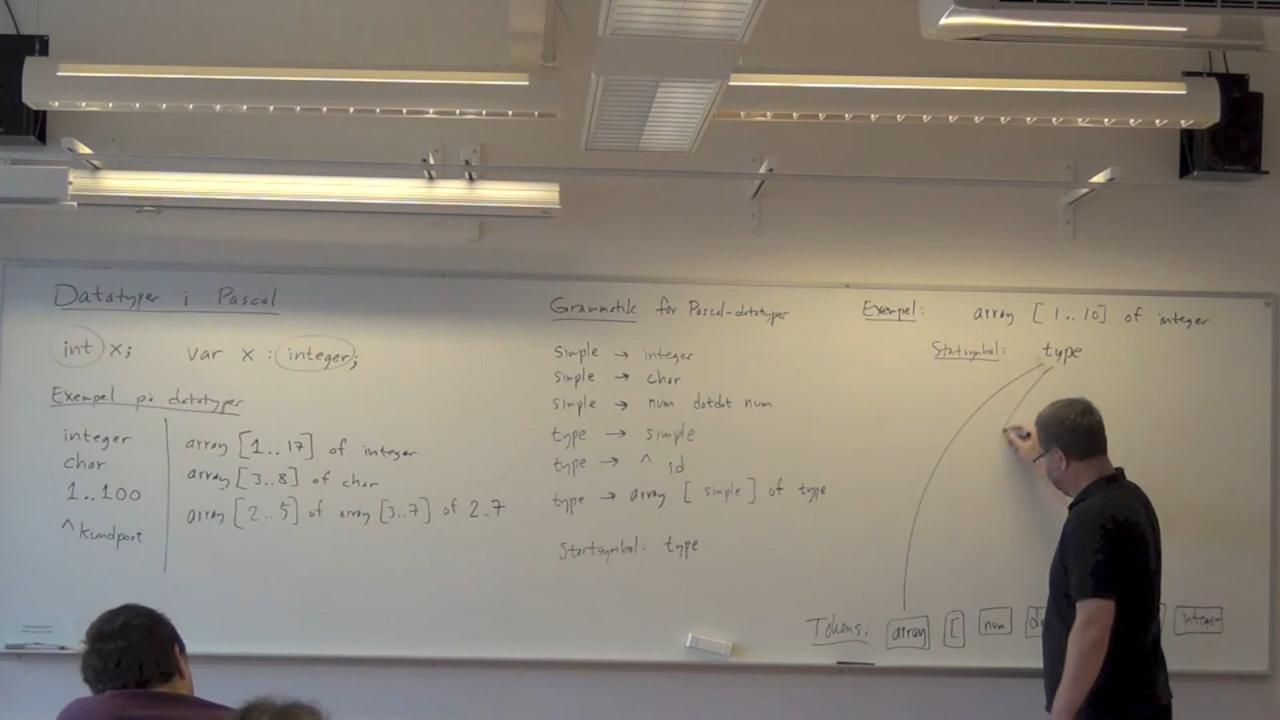 Datatyper i Pascal
int x; var x : integer;
Exempel på datatyper
integer
char
1..100
^kundpost
array [1..17] of integer
array [3..8] of char
array [2..5] of array [3..7] of 2..7
Grammatik för Pascal-datatyper
simple → integer
simple → char
simple → num dotdot num
type → simple
type → ^ id
type → array [ simple ] of type
Startsymbol: type
Exempel: array [1..10] of integer
Startsymbol: type
Tokens: array [ num integer